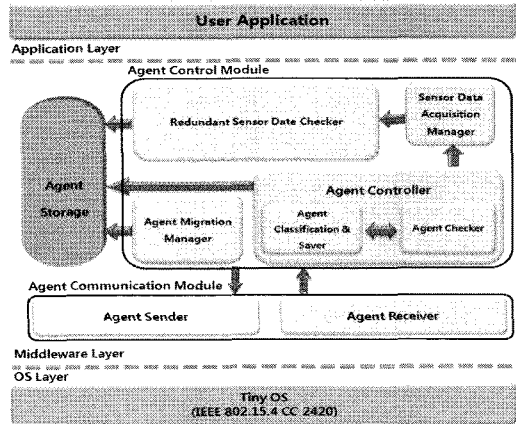 User Application
Application Layer
Agent Control Module
Redundant Sensor Date Checker
Sensor Data
Acquisition
Manager
Agent
Storage
Agent Controller
Agent Migration
Manager
Agent
Classification &
Saver
Agent Checker
Agent Communication Module
Agent Sender
Agent Receiver
Middleware Layer
OS Layer
Tiny OS
(IEEE 802.15.4 CC 2420)